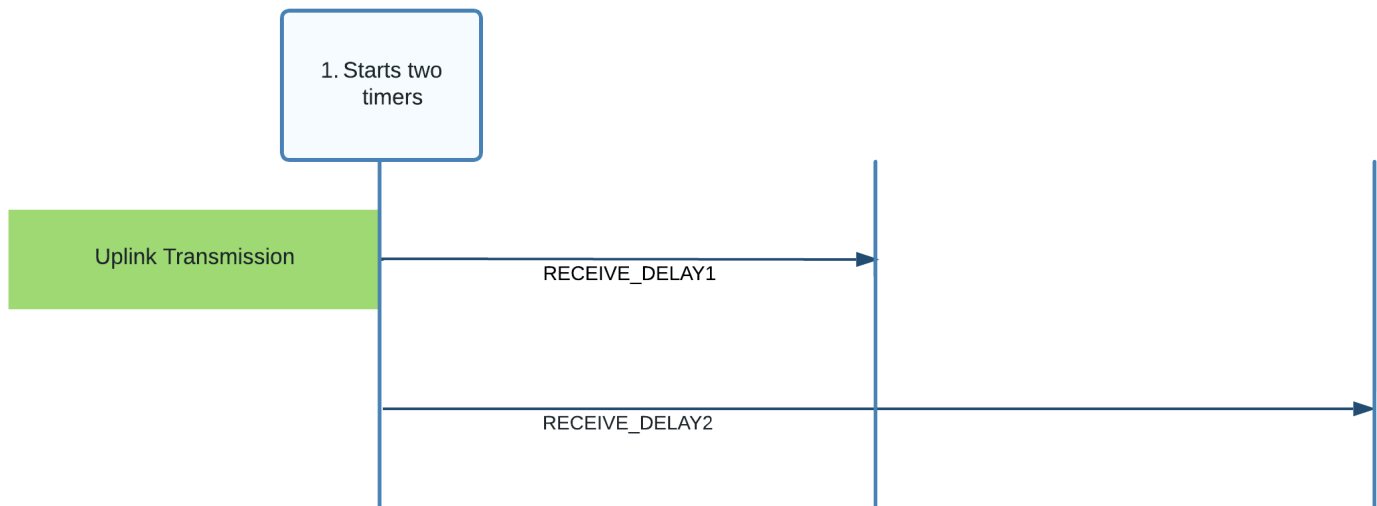 1. Starts two
timers
Uplink Transmission
RECEIVE_DELAY1
RECEIVE_DELAY2